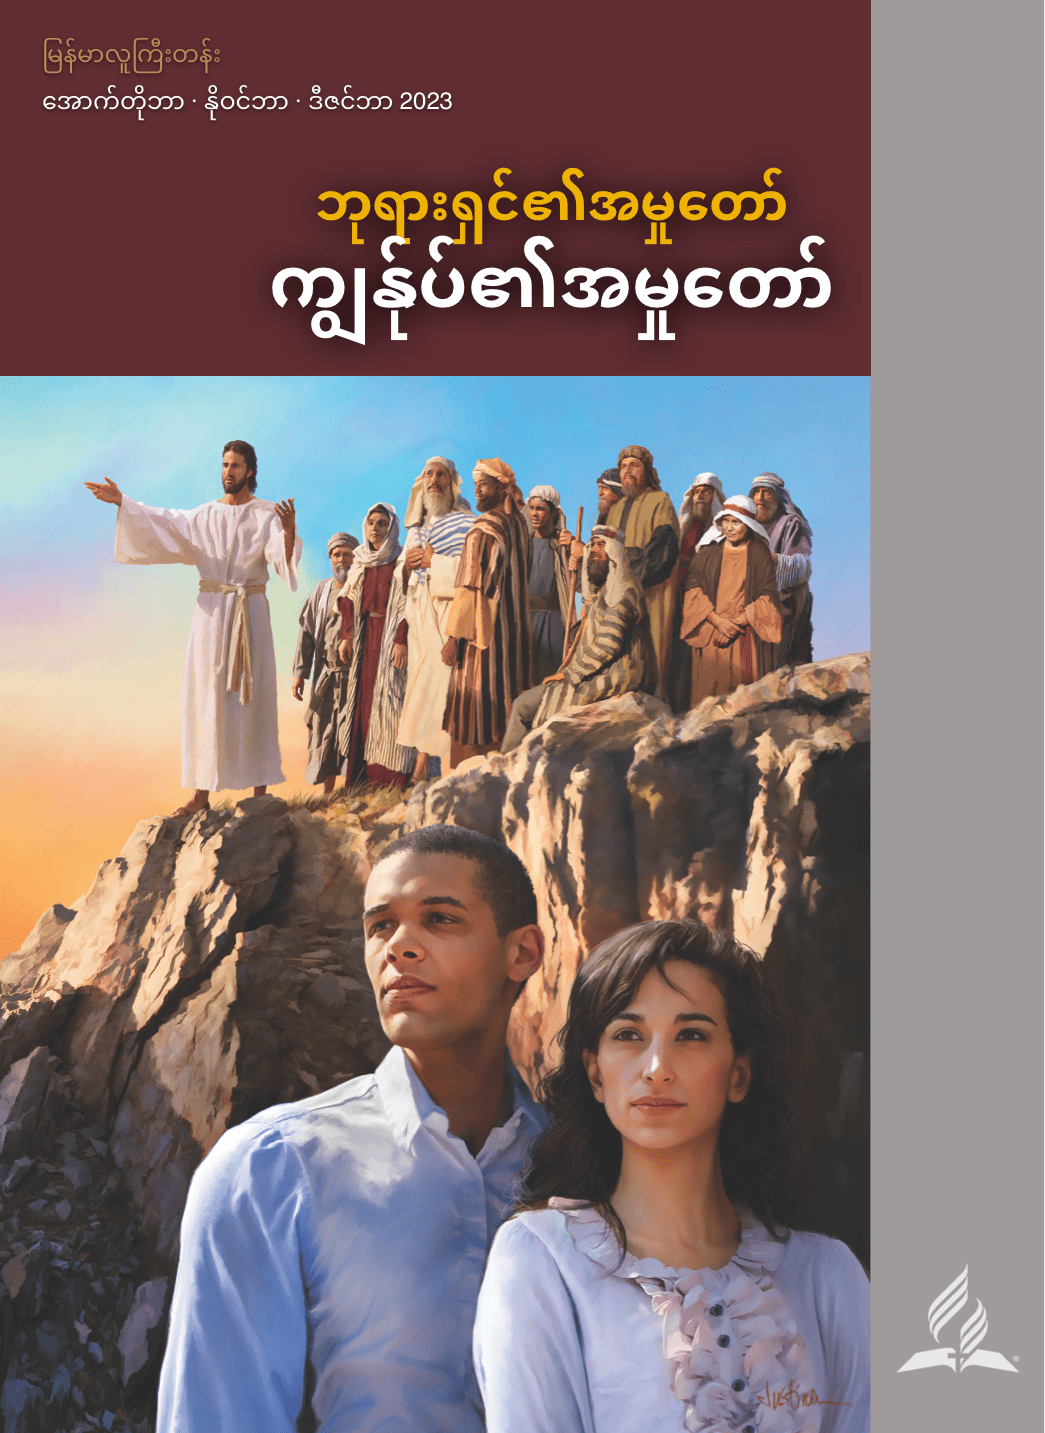 မြန်မာလူကြီးတန်း
အောက်တိုဘာ · နိုဝင်ဘာ · ဒီဇင်ဘာ 2023
ဘုရားရှင်၏အမှုတော်
ကျွန်ုပ်၏အမှုတော်
Justinen
®